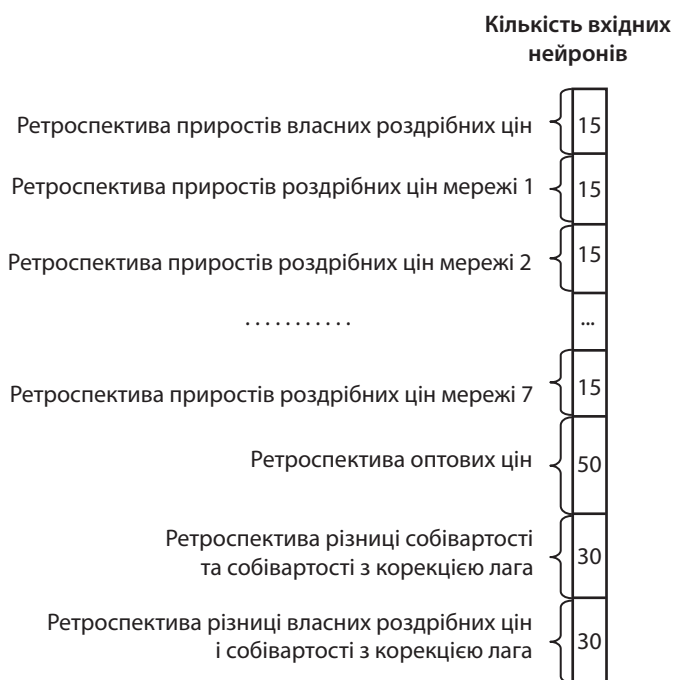 Кількість вхідних
нейронів
Ретроспектива приростів власних роздрібних цін 15
Ретроспектива приростів роздрібних цін мережі 1 15
Ретроспектива приростів роздрібних цін мережі 2 15
. . . . . . . . . . . ...
Ретроспектива приростів роздрібних цін мережі 7 15
Ретроспектива оптових цін 50
Ретроспектива різниці собівартості
та собівартості з корекцією лага 30
Ретроспектива різниці власних роздрібних цін
і собівартості з корекцією лага 30